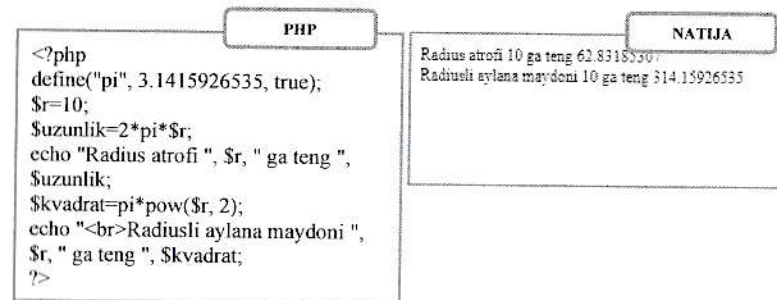 PHP
<?php
define("pi", 3.1415926535, true);
$r=10;
$uzunlik=2*pi*$r;
echo "Radius atrofi ", $r, " ga teng ",
$uzunlik;
$kvadrat=pi*pow($r, 2);
echo "<br>Radiusli aylana maydoni ",
$r, " ga teng ", $kvadrat;
?>
NATIJA
Radius atrofi 10 ga teng 62.83185307
Radiusli aylana maydoni 10 ga teng 314.15926535